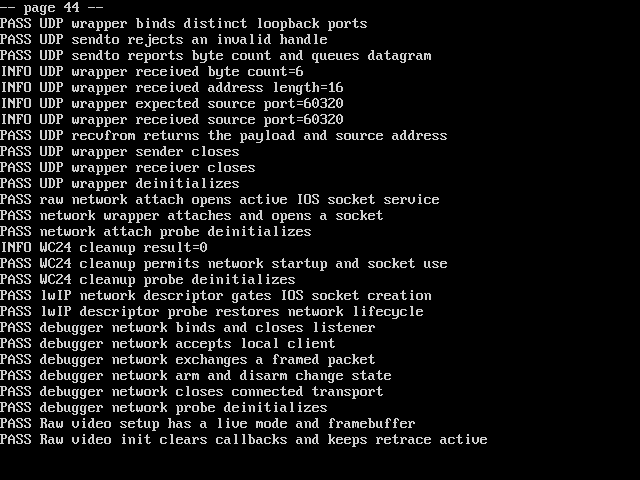 -- page 44 --
PASS UDP wrapper binds distinct loopback ports
PASS UDP sendto rejects an invalid handle
PASS UDP sendto reports byte count and queues datagram
INFO UDP wrapper received byte count=6
INFO UDP wrapper received address length=16
INFO UDP wrapper expected source port=60320
INFO UDP wrapper received source port=60320
PASS UDP recvfrom returns the payload and source address
PASS UDP wrapper sender closes
PASS UDP wrapper receiver closes
PASS UDP wrapper deinitializes
PASS raw network attach opens active IOS socket service
PASS network wrapper attaches and opens a socket
PASS network attach probe deinitializes
INFO WC24 cleanup result=0
PASS WC24 cleanup permits network startup and socket use
PASS WC24 cleanup probe deinitializes
PASS lwIP network descriptor gates IOS socket creation
PASS lwIP descriptor probe restores network lifecycle
PASS debugger network binds and closes listener
PASS debugger network accepts local client
PASS debugger network exchanges a framed packet
PASS debugger network arm and disarm change state
PASS debugger network closes connected transport
PASS debugger network probe deinitializes
PASS Raw video setup has a live mode and framebuffer
PASS Raw video init clears callbacks and keeps retrace active